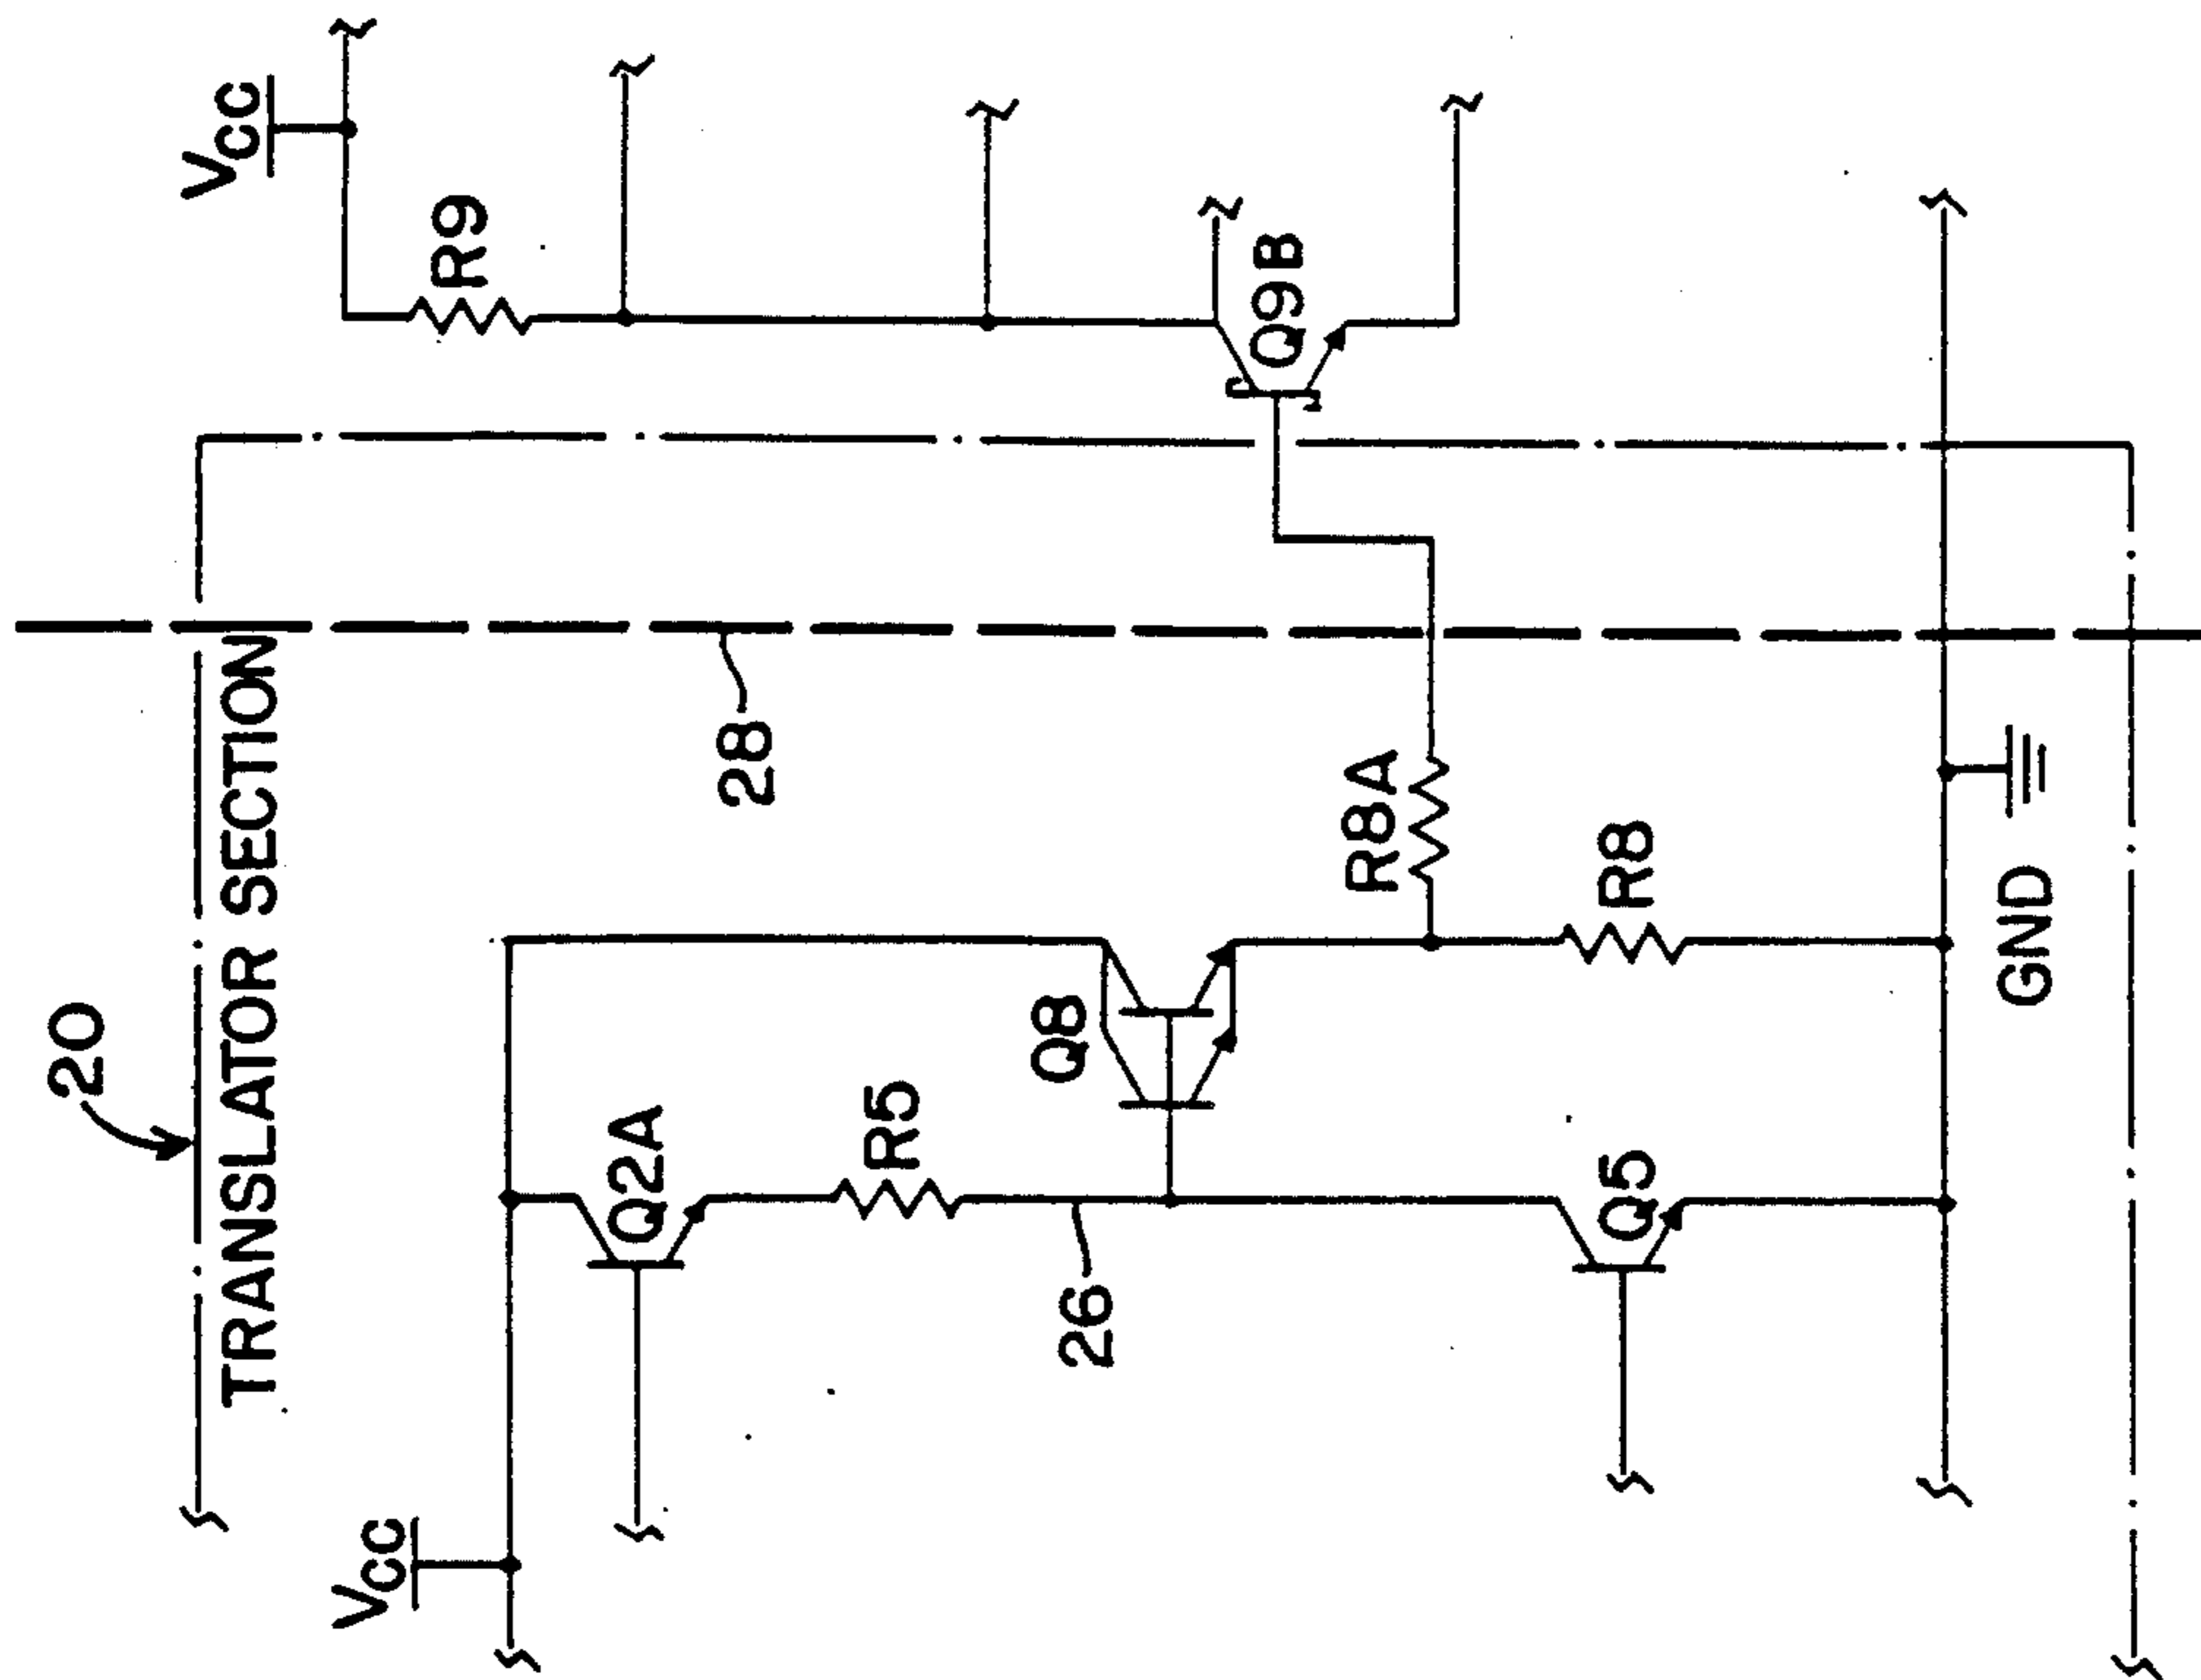 20
TRANSLATOR SECTION
VCC
VCC
R9
Q2A
28
R5
Q8
26
Q9B
R8A
Q5
R8
GND